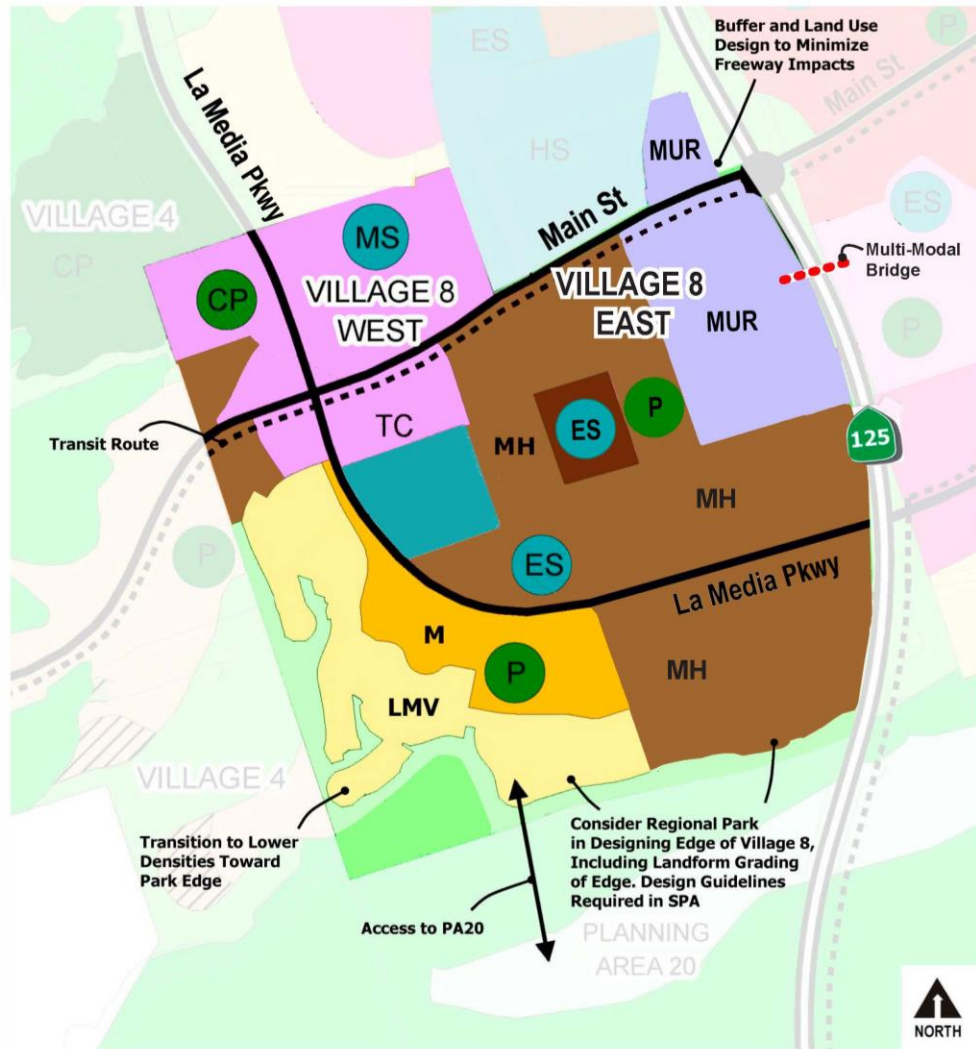 Buffer and Land Use
Design to Minimize
Freeway Impacts
ES
P
Main St
La Media Pkwy
HS
MUR
VILLAGE 4
CP
MS
Main St
ES
Multi-Modal
Bridge
CP
VILLAGE 8
WEST
VILLAGE 8
EAST
MUR
P
Transit Route
TC
MH
ES
P
125
MH
P
ES
La Media Pkwy
M
P
MH
LMV
VILLAGE 4
Transition to Lower
Densities Toward
Park Edge
Consider Regional Park
in Designing Edge of Village 8,
Including Landform Grading
of Edge. Design Guidelines
Required in SPA
Access to PA20
PLANNING
AREA 20
NORTH